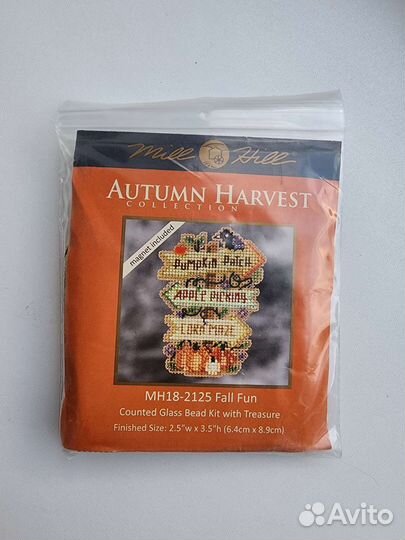 Mill Hill
AUTUMN HARVEST
COLLECTION
magnet included
PUMPKIN PATCH
APPLE PICKING
CORN MAZE
MH18-2125 Fall Fun
Counted Glass Bead Kit with Treasure
Finished Size: 2.5"w x 3.5"h (6.4cm x 8.9cm)
Avito